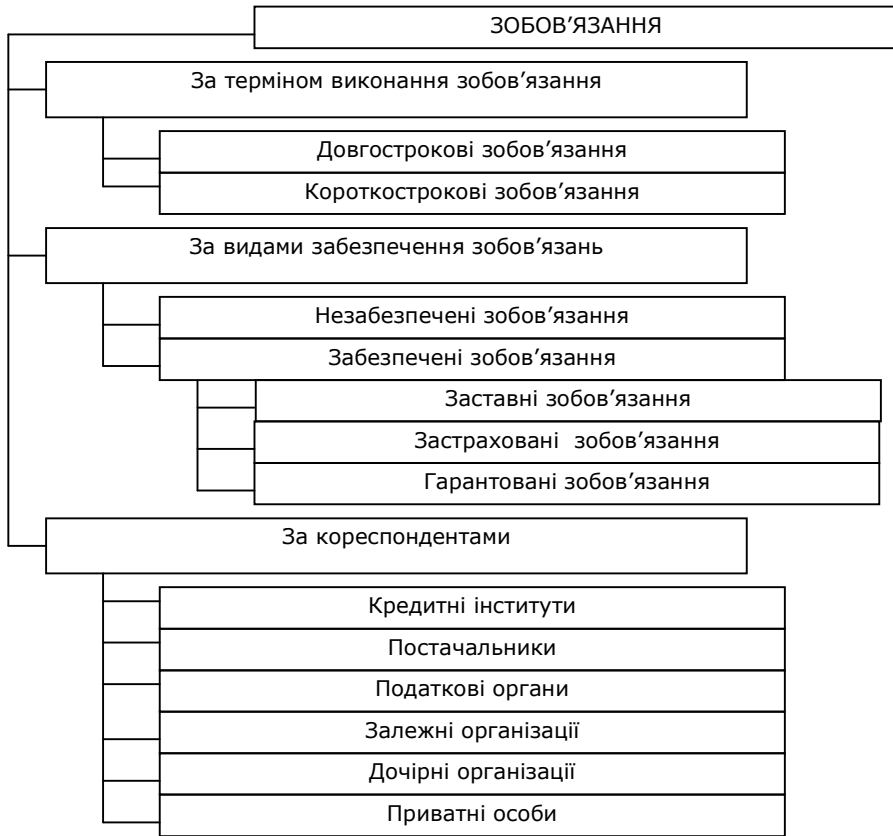 ЗОБОВ’ЯЗАННЯ
За терміном виконання зобов’язання
Довгострокові зобов’язання
Короткострокові зобов’язання
За видами забезпечення зобов’язань
Незабезпечені зобов’язання
Забезпечені зобов’язання
Заставні зобов’язання
Застраховані зобов’язання
Гарантовані зобов’язання
За кореспондентами
Кредитні інститути
Постачальники
Податкові органи
Залежні організації
Дочірні організації
Приватні особи